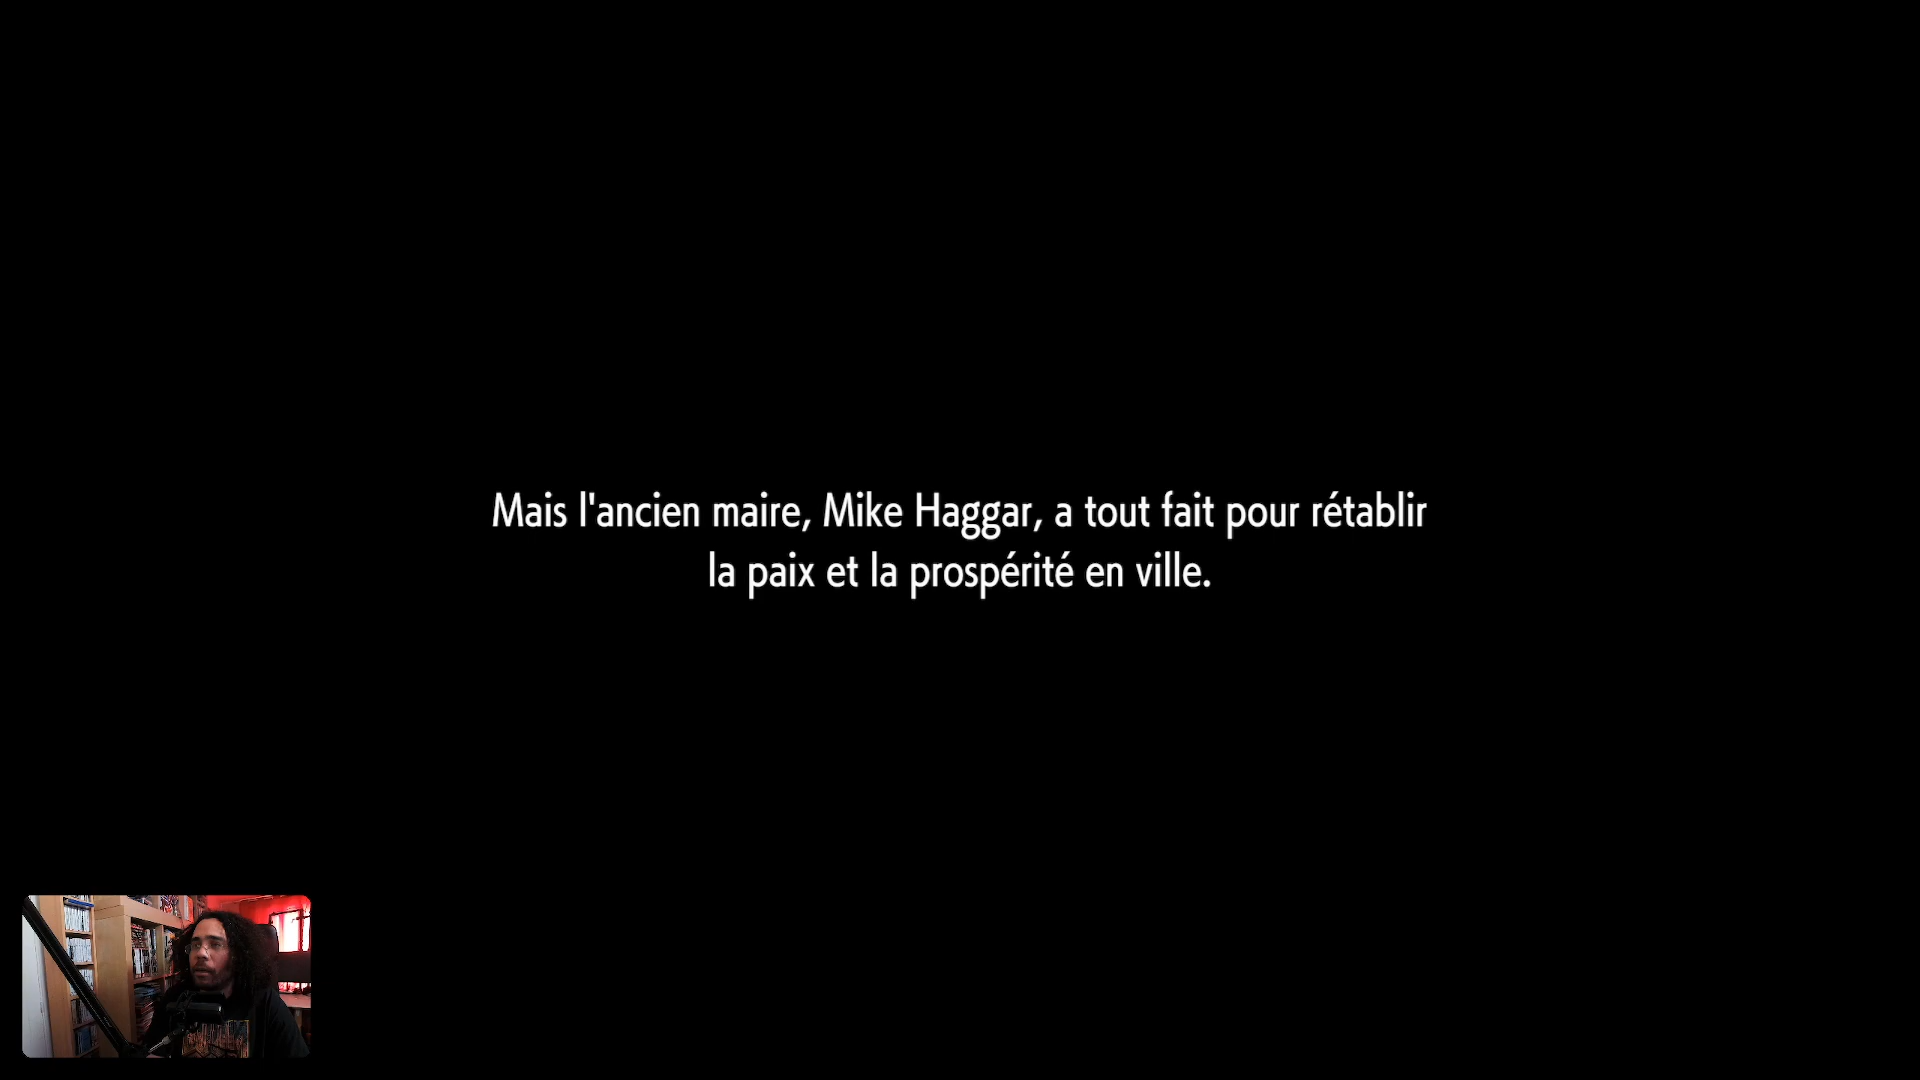 Mais l'ancien maire, Mike Haggar, a tout fait pour rétablir
la paix et la prospérité en ville.